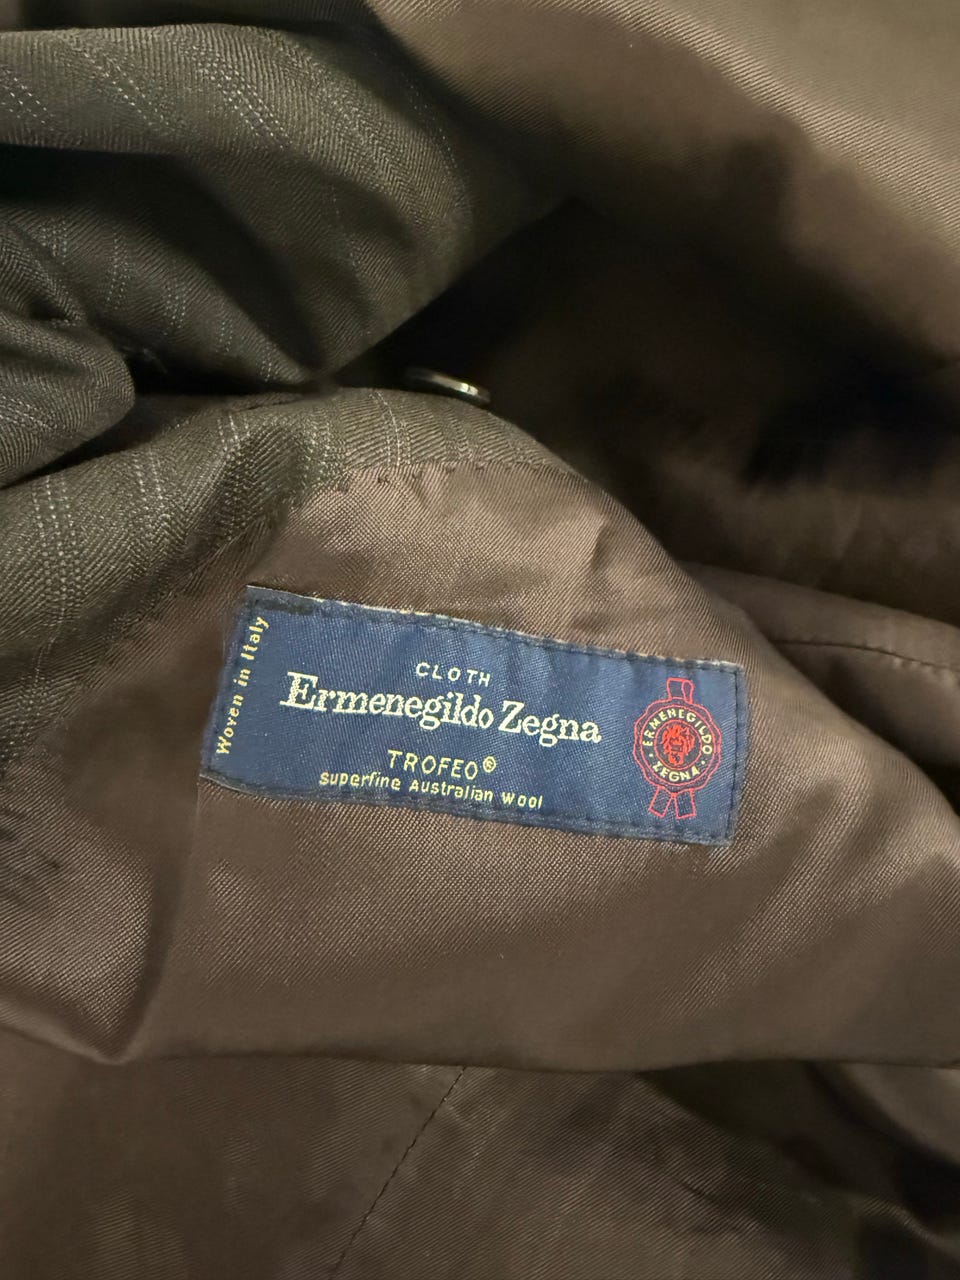 Woven in Italy
CLOTH
Ermenegildo Zegna
TROFEO®
superfine Australian wool
ERMENEGILDO
ZEGNA